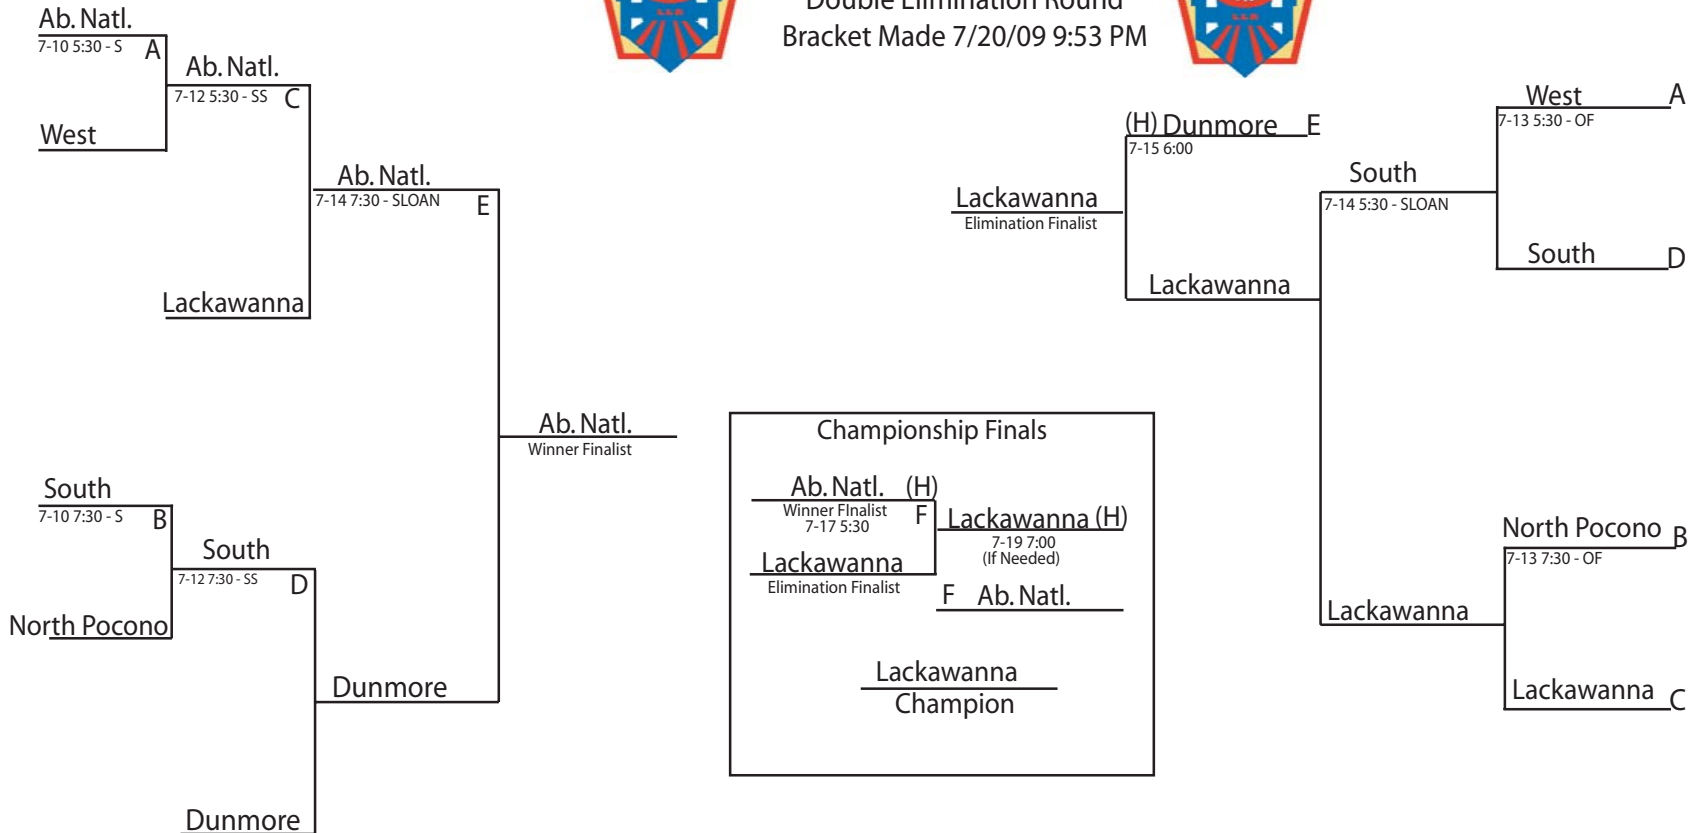 Double Elimination Round
Bracket Made 7/20/09 9:53 PM
Ab. Natl.
7-10 5:30 - S
A
West
Ab. Natl.
7-12 5:30 - SS
C
Lackawanna
Ab. Natl.
7-14 7:30 - SLOAN
E
South
7-10 7:30 - S
B
North Pocono
South
7-12 7:30 - SS
D
Dunmore
Dunmore
Ab. Natl.
Winner Finalist
Championship Finals
Ab. Natl. (H)
Winner FInalist
7-17 5:30
F
Lackawanna
Elimination Finalist
Lackawanna (H)
7-19 7:00
(If Needed)
F Ab. Natl.
Lackawanna
Champion
Lackawanna
Elimination Finalist
(H) Dunmore E
7-15 6:00
Lackawanna
South
7-14 5:30 - SLOAN
Lackawanna
West A
7-13 5:30 - OF
South D
North Pocono B
7-13 7:30 - OF
Lackawanna C